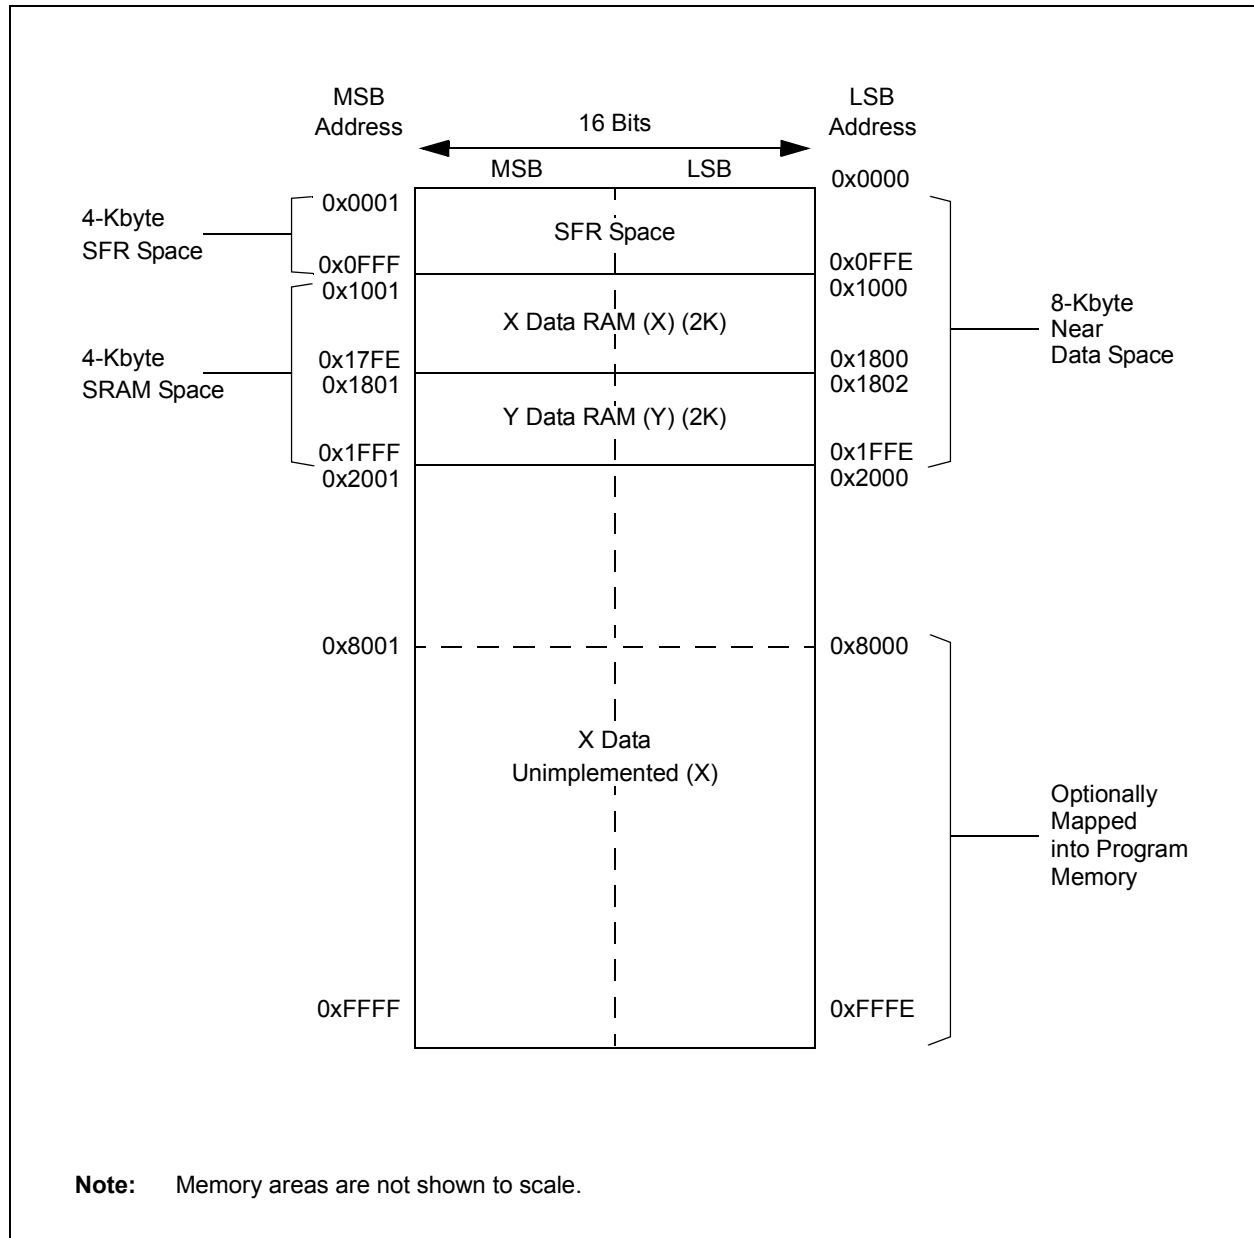 MSB
Address
LSB
Address
16 Bits
MSB
LSB
0x0000
0x0001
4-Kbyte
SFR Space
SFR Space
0x0FFF
0x0FFE
0x1001
0x1000
X Data RAM (X) (2K)
8-Kbyte
Near
Data Space
4-Kbyte
SRAM Space
0x17FE
0x1800
0x1801
0x1802
Y Data RAM (Y) (2K)
0x1FFF
0x1FFE
0x2001
0x2000
0x8001
0x8000
X Data
Unimplemented (X)
Optionally
Mapped
into Program
Memory
0xFFFF
0xFFFE
Note: Memory areas are not shown to scale.